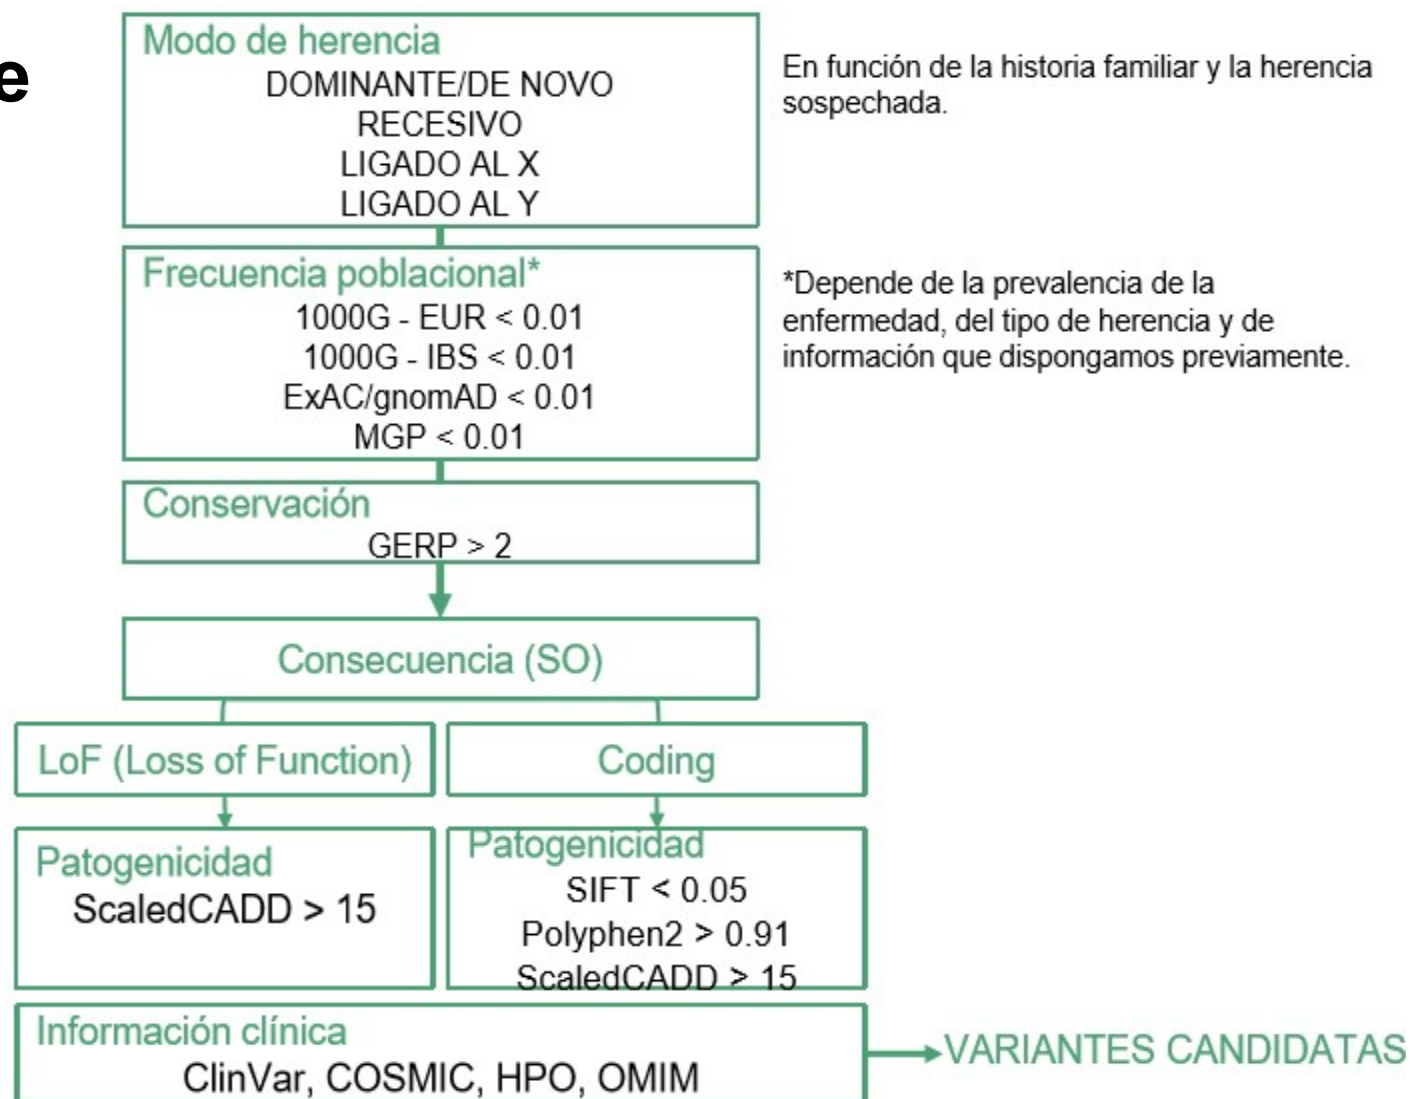 e
Modo de herencia
DOMINANTE/DE NOVO
RECESIVO
LIGADO AL X
LIGADO AL Y
En función de la historia familiar y la herencia
sospechada.
Frecuencia poblacional*
1000G - EUR < 0.01
1000G - IBS < 0.01
ExAC/gnomAD < 0.01
MGP < 0.01
*Depende de la prevalencia de la
enfermedad, del tipo de herencia y de
información que dispongamos previamente.
Conservación
GERP > 2
Consecuencia (SO)
LoF (Loss of Function)
Coding
Patogenicidad
ScaledCADD > 15
Patogenicidad
SIFT < 0.05
Polyphen2 > 0.91
ScaledCADD > 15
Información clínica
ClinVar, COSMIC, HPO, OMIM
VARIANTES CANDIDATAS